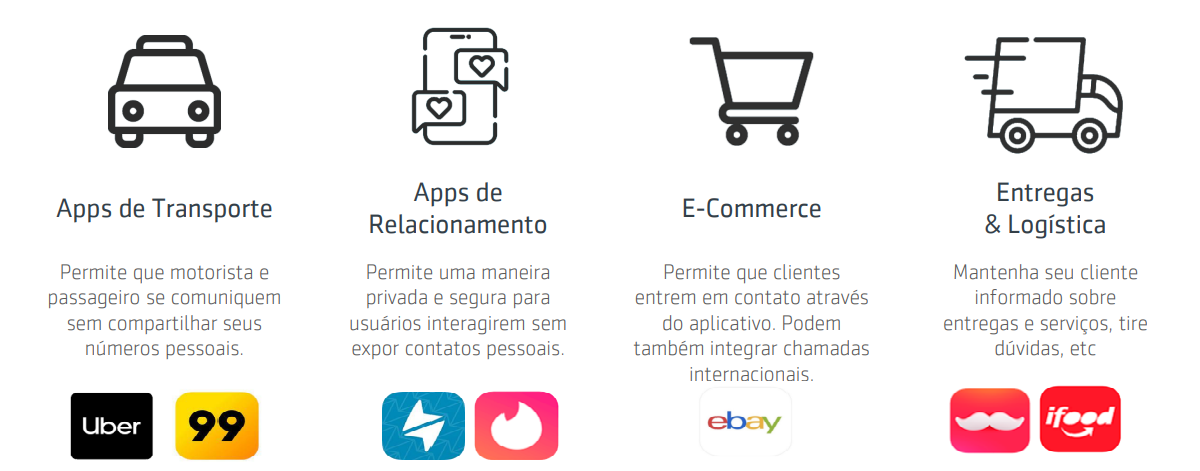 Apps de Transporte
Permite que motorista e
passageiro se comuniquem
sem compartilhar seus
números pessoais.
Uber
99
Apps de
Relacionamento
Permite uma maneira
privada e segura para
usuários interagirem sem
expor contatos pessoais.
E-Commerce
Permite que clientes
entrem em contato através
do aplicativo. Podem
também integrar chamadas
internacionais.
ebay
Entregas
& Logística
Mantenha seu cliente
informado sobre
entregas e serviços, tire
dúvidas, etc
ifood